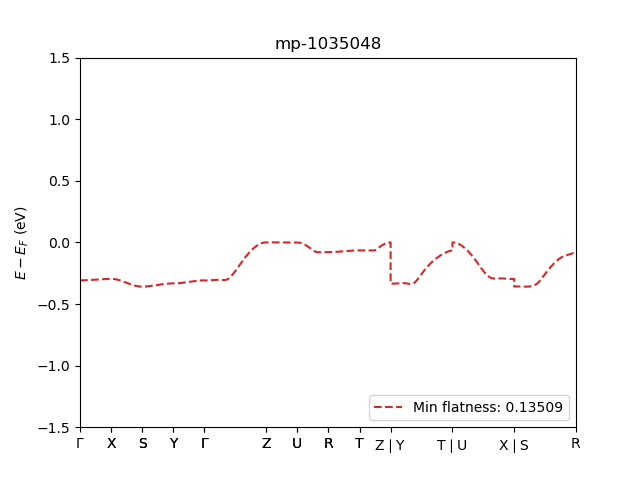 mp-1035048
E − E_F (eV)
1.5
1.0
0.5
0.0
−0.5
−1.0
−1.5
Min flatness: 0.13509
Γ X S Y Γ Z U R T Z | Y T | U X | S R